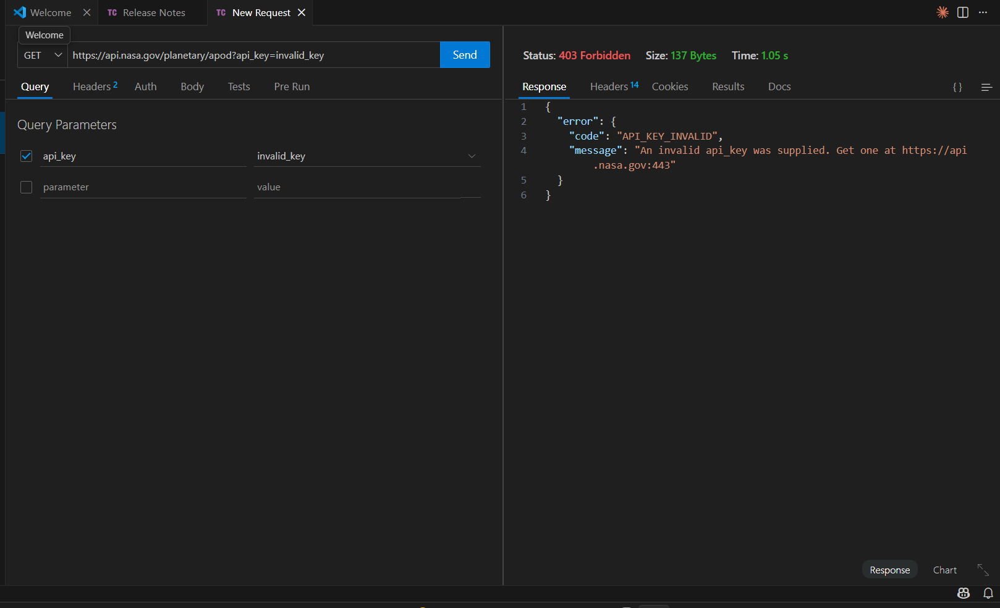 Welcome
TC Release Notes
TC New Request
Welcome
GET
https://api.nasa.gov/planetary/apod?api_key=invalid_key
Send
Query
Headers 2
Auth
Body
Tests
Pre Run
Query Parameters
api_key
invalid_key
parameter
value
Status: 403 Forbidden
Size: 137 Bytes
Time: 1.05 s
Response
Headers 14
Cookies
Results
Docs
{ }
1 {
2 "error": {
3 "code": "API_KEY_INVALID",
4 "message": "An invalid api_key was supplied. Get one at https://api
.nasa.gov:443"
5 }
6 }
Response
Chart